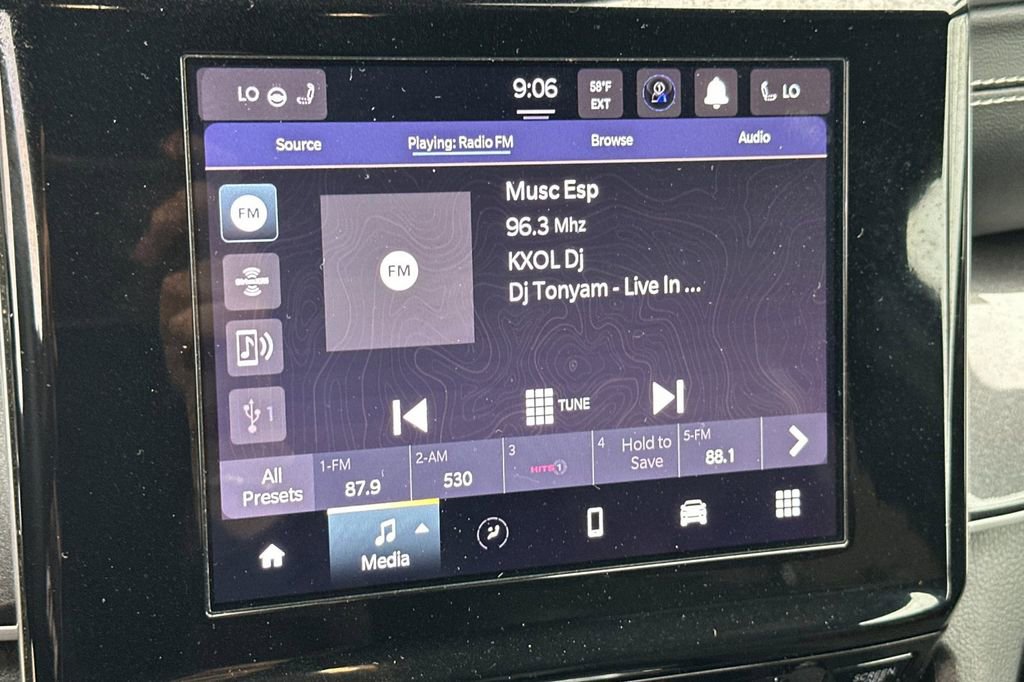 LO
9:06
58°F
EXT
LO
Source
Playing: Radio FM
Browse
Audio
FM
FM
Musc Esp
96.3 Mhz
KXOL Dj
Dj Tonyam - Live In ...
1
TUNE
All
Presets
1-FM
87.9
2-AM
530
3
HITS1
4
Hold to
Save
5-FM
88.1
Media
SCREEN